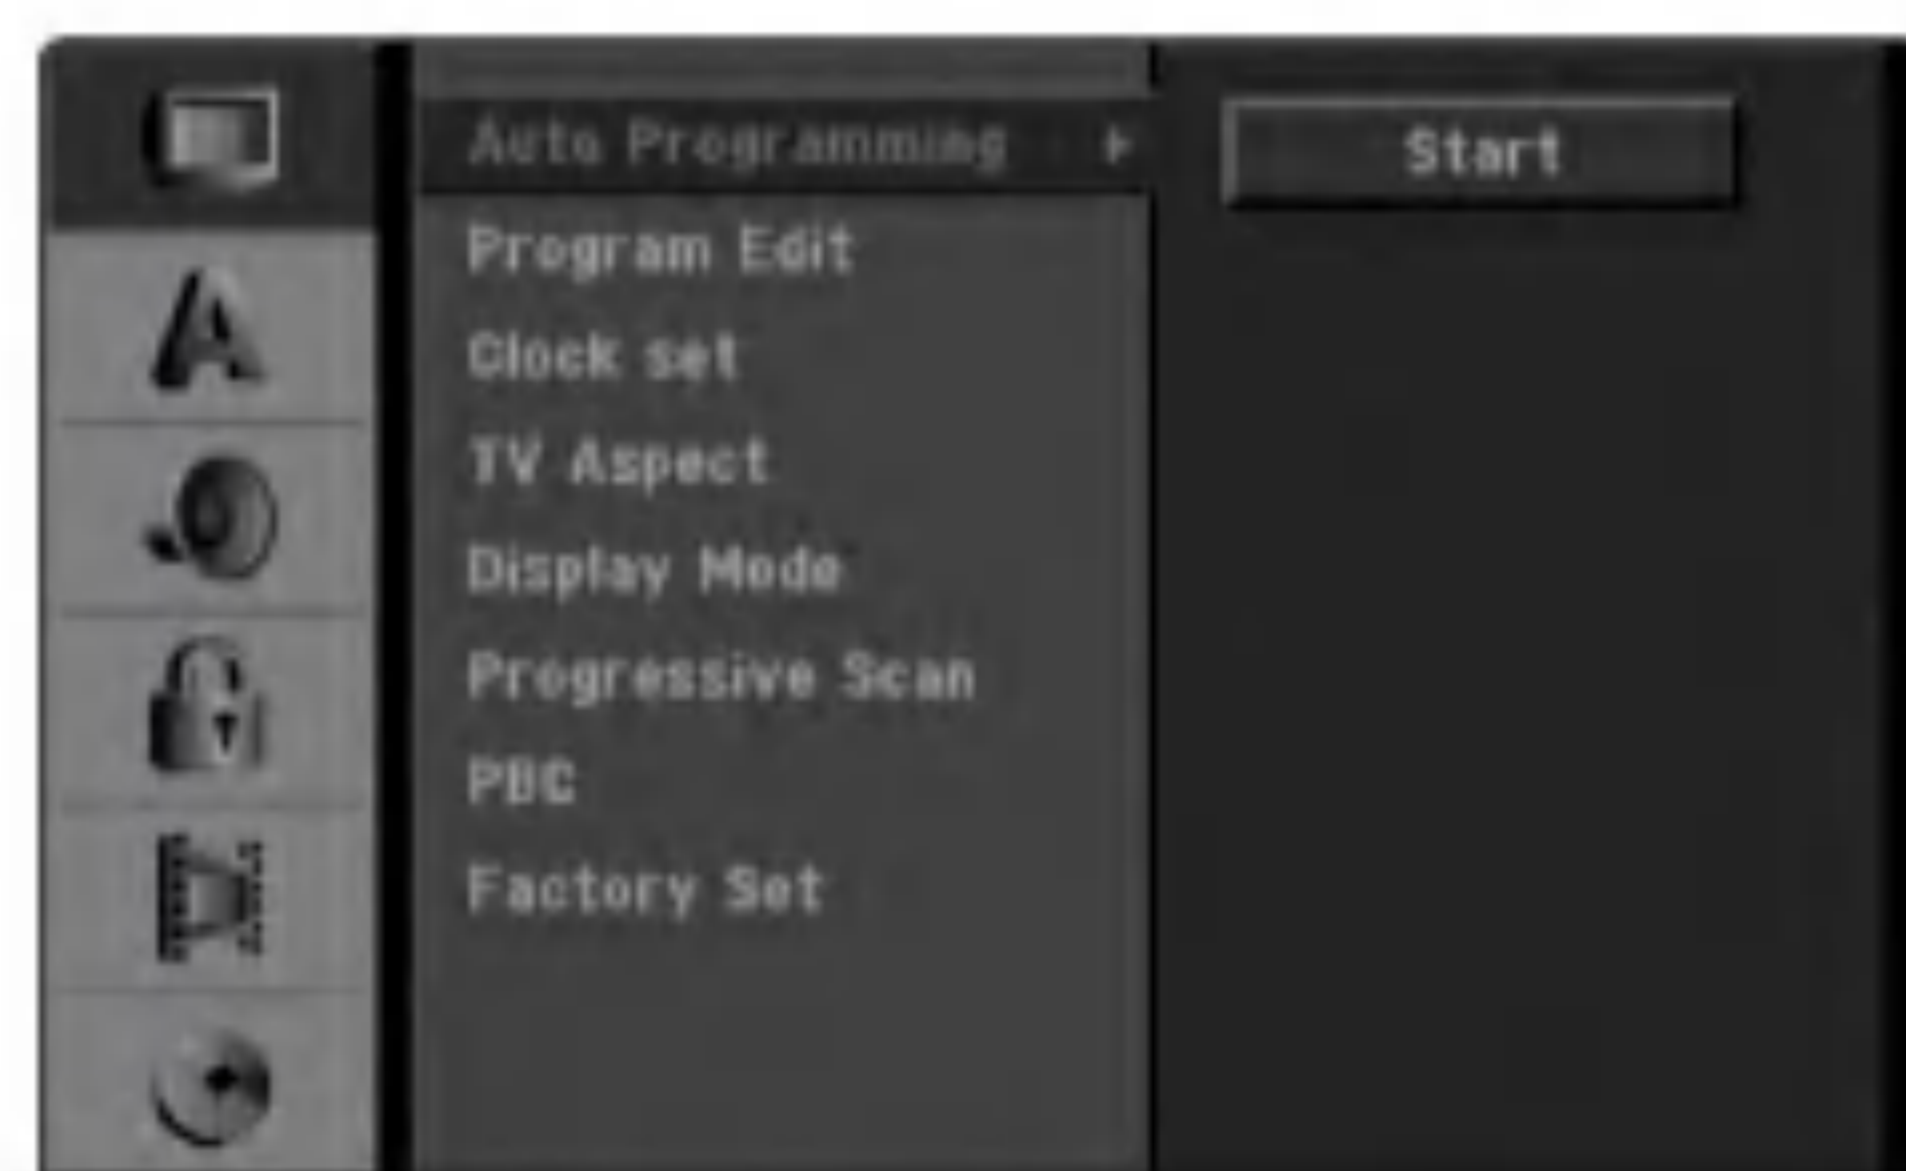 Auto Programming
Start
Program Edit
Clock set
TV Aspect
Display Mode
Progressive Scan
PBC
Factory Set